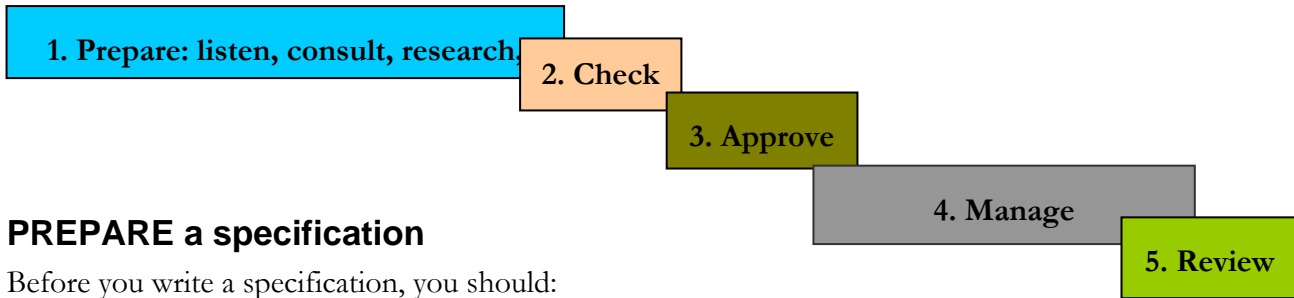 1. Prepare: listen, consult, research,
2. Check
3. Approve
4. Manage
5. Review
PREPARE a specification
Before you write a specification, you should: